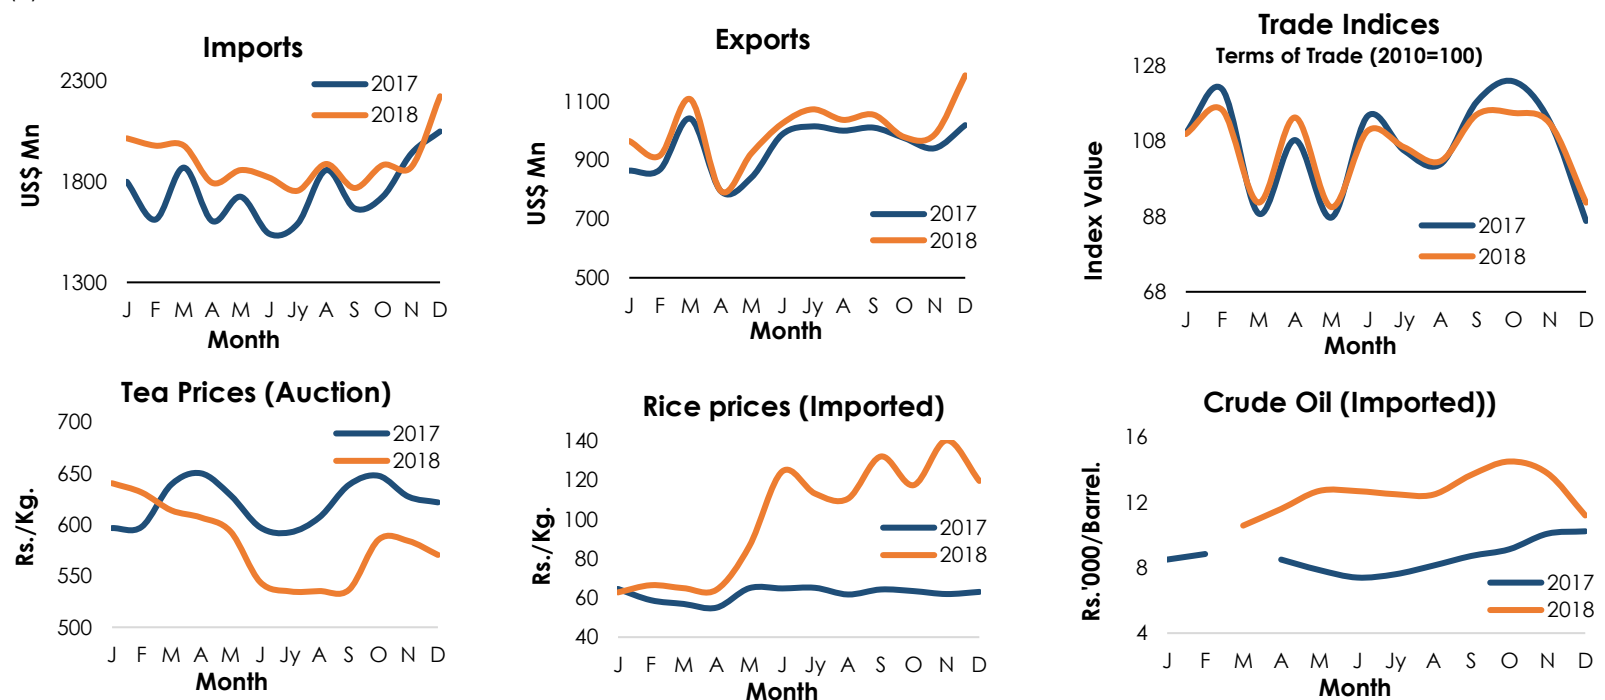 Imports
2300
1800
1300
US$ Mn
2017
2018
J F M A M J Jy A S O N D
Month
Exports
1100
900
700
500
US$ Mn
2017
2018
J F M A M J Jy A S O N D
Month
Trade Indices
Terms of Trade (2010=100)
128
108
88
68
Index Value
2017
2018
J F M A M J Jy A S O N D
Month
Tea Prices (Auction)
700
650
600
550
500
Rs./Kg.
2017
2018
J F M A M J Jy A S O N D
Month
Rice prices (Imported)
140
120
100
80
60
40
Rs./Kg.
2017
2018
J F M A M J Jy A S O N D
Month
Crude Oil (Imported))
16
12
8
4
Rs.'000/Barrel.
2017
2018
J F M A M J Jy A S O N D
Month